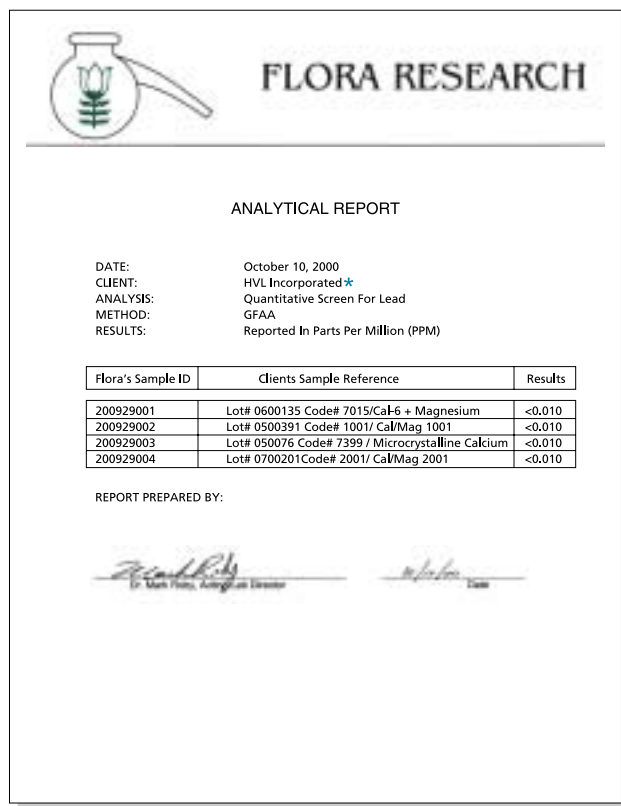 FLORA RESEARCH
ANALYTICAL REPORT
DATE: October 10, 2000
CLIENT: HVL Incorporated*
ANALYSIS: Quantitative Screen For Lead
METHOD: GFAA
RESULTS: Reported In Parts Per Million (PPM)
Flora's Sample ID Clients Sample Reference Results
200929001 Lot# 0600135 Code# 7015/Cal-6 + Magnesium <0.010
200929002 Lot# 0500391 Code# 1001/ Cal/Mag 1001 <0.010
200929003 Lot# 050076 Code# 7399 / Microcrystalline Calcium <0.010
200929004 Lot# 0700201Code# 2001/ Cal/Mag 2001 <0.010
REPORT PREPARED BY:
Dr. Mark Director
Date